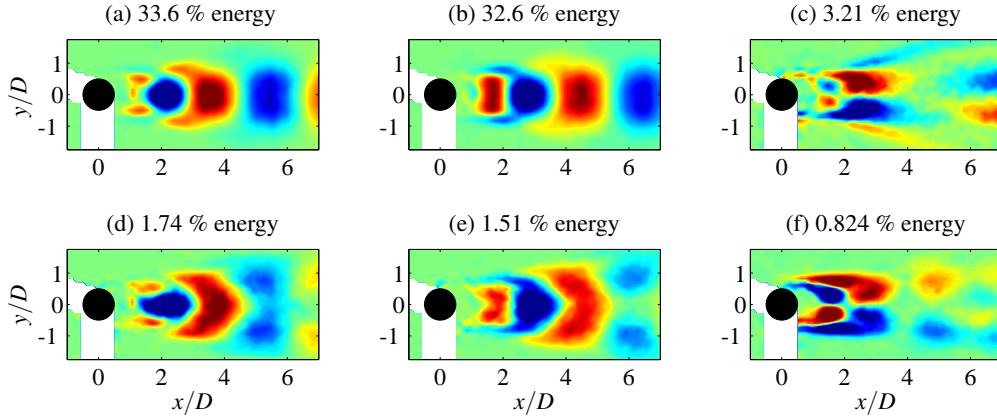 (a) 33.6 % energy
(b) 32.6 % energy
(c) 3.21 % energy
y/D
1
0
-1
1
0
-1
1
0
-1
0 2 4 6
0 2 4 6
0 2 4 6
(d) 1.74 % energy
(e) 1.51 % energy
(f) 0.824 % energy
y/D
1
0
-1
1
0
-1
1
0
-1
0 2 4 6
0 2 4 6
0 2 4 6
x/D
x/D
x/D